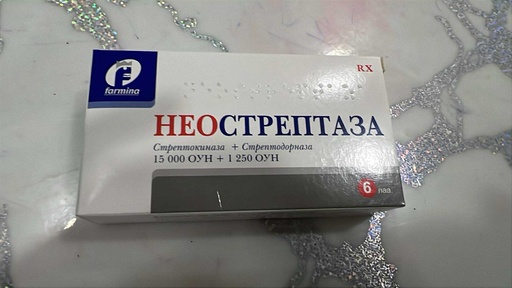 RX
farmina
НЕОСТРЕПТАЗА
Стрептокиназа + Стрептодорназа
15 000 ОУН + 1 250 ОУН
6